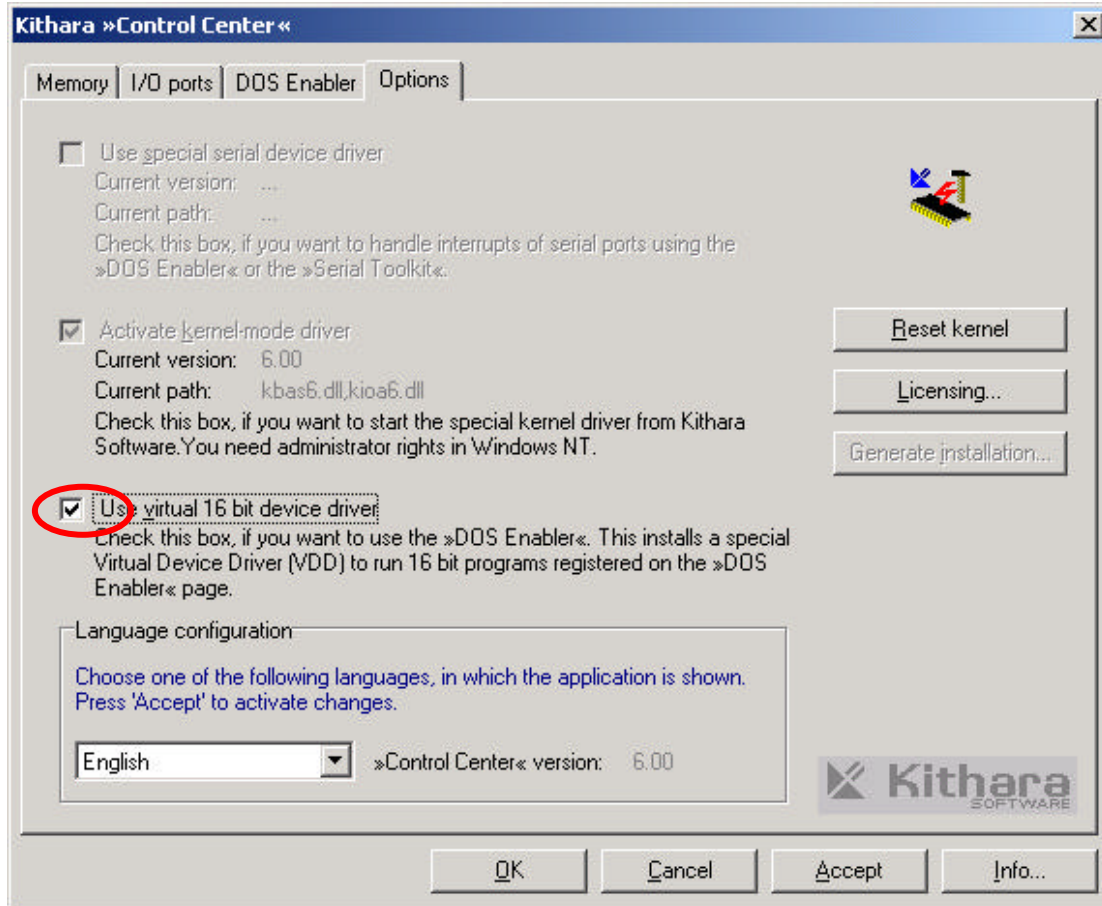 Kithara »Control Center«
Memory I/O ports DOS Enabler Options
Use special serial device driver
Current version: ...
Current path: ...
Check this box, if you want to handle interrupts of serial ports using the
»DOS Enabler« or the »Serial Toolkit«.
Activate kernel-mode driver
Current version: 6.00
Current path: kbas6.dll,kioa6.dll
Check this box, if you want to start the special kernel driver from Kithara
Software.You need administrator rights in Windows NT.
Reset kernel
Licensing...
Generate installation...
Use virtual 16 bit device driver
Check this box, if you want to use the »DOS Enabler«. This installs a special
Virtual Device Driver (VDD) to run 16 bit programs registered on the »DOS
Enabler« page.
Language configuration
Choose one of the following languages, in which the application is shown.
Press 'Accept' to activate changes.
English »Control Center« version: 6.00
Kithara
SOFTWARE
OK Cancel Accept Info...